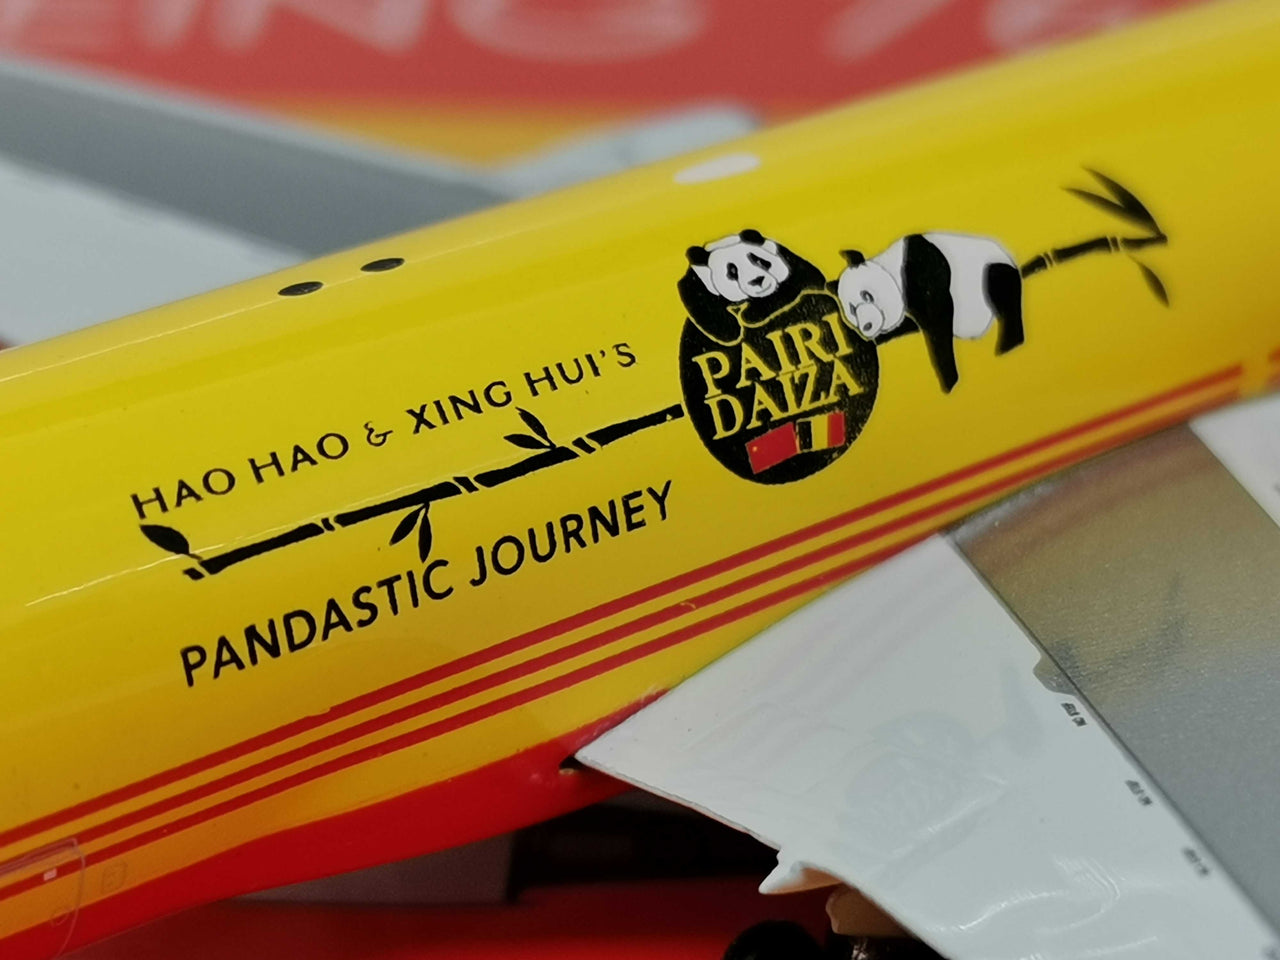 HAO HAO & XING HUI'S
PANDASTIC JOURNEY
PAIRI
DAIZA